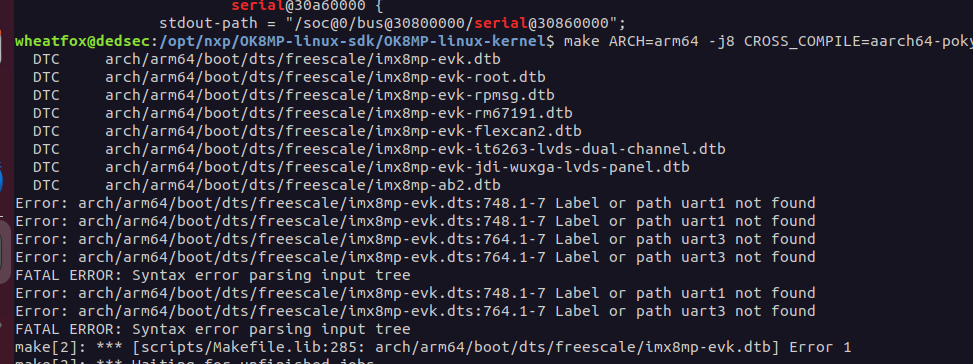 serial@30a60000 {
stdout-path = "/soc@0/bus@30800000/serial@30860000";
wheatfox@dedsec:/opt/nxp/OK8MP-linux-sdk/OK8MP-linux-kernel$ make ARCH=arm64 -j8 CROSS_COMPILE=aarch64-poky
DTC     arch/arm64/boot/dts/freescale/imx8mp-evk.dtb
DTC     arch/arm64/boot/dts/freescale/imx8mp-evk-root.dtb
DTC     arch/arm64/boot/dts/freescale/imx8mp-evk-rpmsg.dtb
DTC     arch/arm64/boot/dts/freescale/imx8mp-evk-rm67191.dtb
DTC     arch/arm64/boot/dts/freescale/imx8mp-evk-flexcan2.dtb
DTC     arch/arm64/boot/dts/freescale/imx8mp-evk-it6263-lvds-dual-channel.dtb
DTC     arch/arm64/boot/dts/freescale/imx8mp-evk-jdi-wuxga-lvds-panel.dtb
DTC     arch/arm64/boot/dts/freescale/imx8mp-ab2.dtb
Error: arch/arm64/boot/dts/freescale/imx8mp-evk.dts:748.1-7 Label or path uart1 not found
Error: arch/arm64/boot/dts/freescale/imx8mp-evk.dts:748.1-7 Label or path uart1 not found
Error: arch/arm64/boot/dts/freescale/imx8mp-evk.dts:764.1-7 Label or path uart3 not found
Error: arch/arm64/boot/dts/freescale/imx8mp-evk.dts:764.1-7 Label or path uart3 not found
FATAL ERROR: Syntax error parsing input tree
Error: arch/arm64/boot/dts/freescale/imx8mp-evk.dts:748.1-7 Label or path uart1 not found
Error: arch/arm64/boot/dts/freescale/imx8mp-evk.dts:764.1-7 Label or path uart3 not found
FATAL ERROR: Syntax error parsing input tree
make[2]: *** [scripts/Makefile.lib:285: arch/arm64/boot/dts/freescale/imx8mp-evk.dtb] Error 1
make[2]: *** Waiting for unfinished jobs